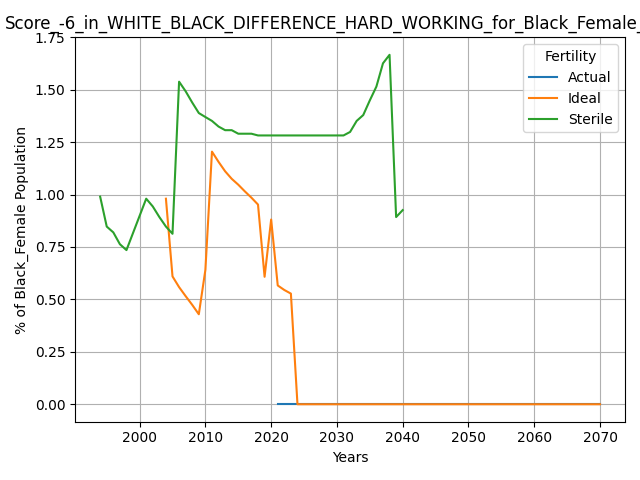 Score_-6_in_WHITE_BLACK_DIFFERENCE_HARD_WORKING_for_Black_Female_
Fertility
Actual
Ideal
Sterile
% of Black_Female Population
1.75
1.50
1.25
1.00
0.75
0.50
0.25
0.00
2000 2010 2020 2030 2040 2050 2060 2070
Years